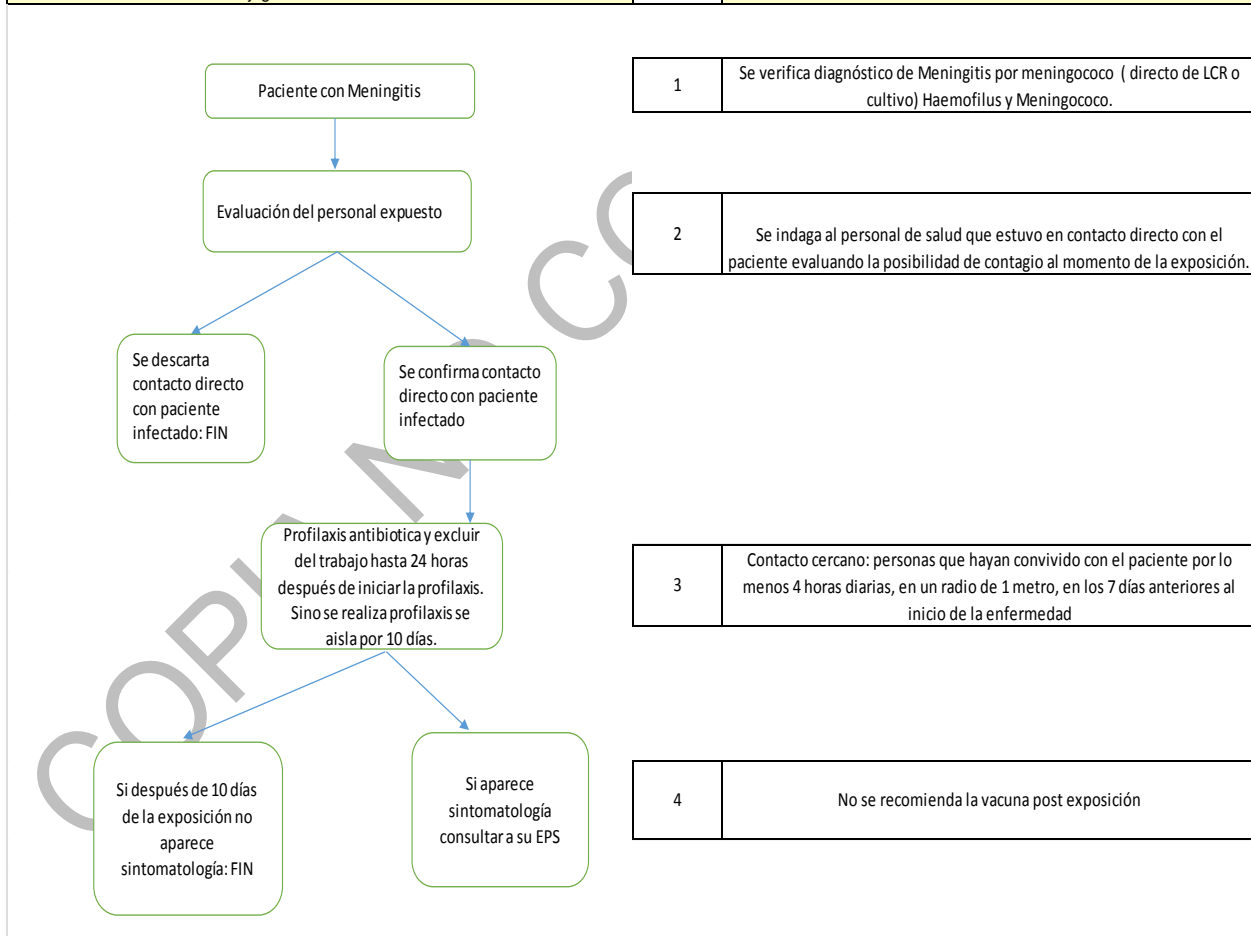 Paciente con Meningitis
1
Se verifica diagnóstico de Meningitis por meningococo ( directo de LCR o
cultivo) Haemofilus y Meningococo.
Evaluación del personal expuesto
2
Se indaga al personal de salud que estuvo en contacto directo con el
paciente evaluando la posibilidad de contagio al momento de la exposición.
Se descarta
contacto directo
con paciente
infectado: FIN
Se confirma contacto
directo con paciente
infectado
Profilaxis antibiotica y excluir
del trabajo hasta 24 horas
después de iniciar la profilaxis.
Sino se realiza profilaxis se
aisla por 10 días.
3
Contacto cercano: personas que hayan convivido con el paciente por lo
menos 4 horas diarias, en un radio de 1 metro, en los 7 días anteriores al
inicio de la enfermedad
Si después de 10 días
de la exposición no
aparece
sintomatología: FIN
Si aparece
sintomatología
consultar a su EPS
4
No se recomienda la vacuna post exposición
COPIA NO CO